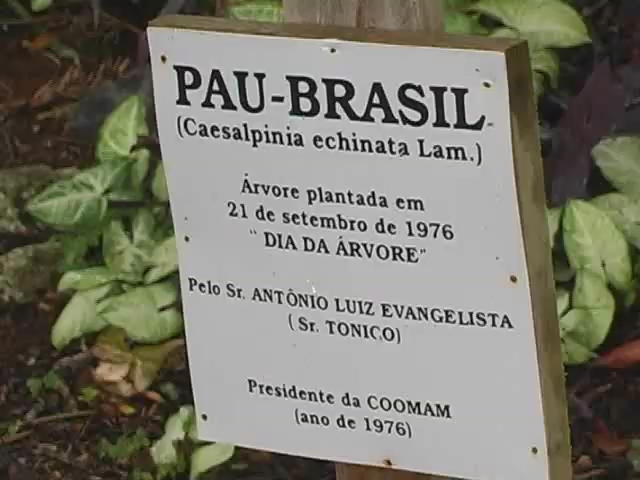 PAU-BRASIL
(Caesalpinia echinata Lam.)
Árvore plantada em
21 de setembro de 1976
" DIA DA ÁRVORE"
Pelo Sr. ANTÔNIO LUIZ EVANGELISTA
( Sr. TONICO)
Presidente da COOMAM
(ano de 1976)